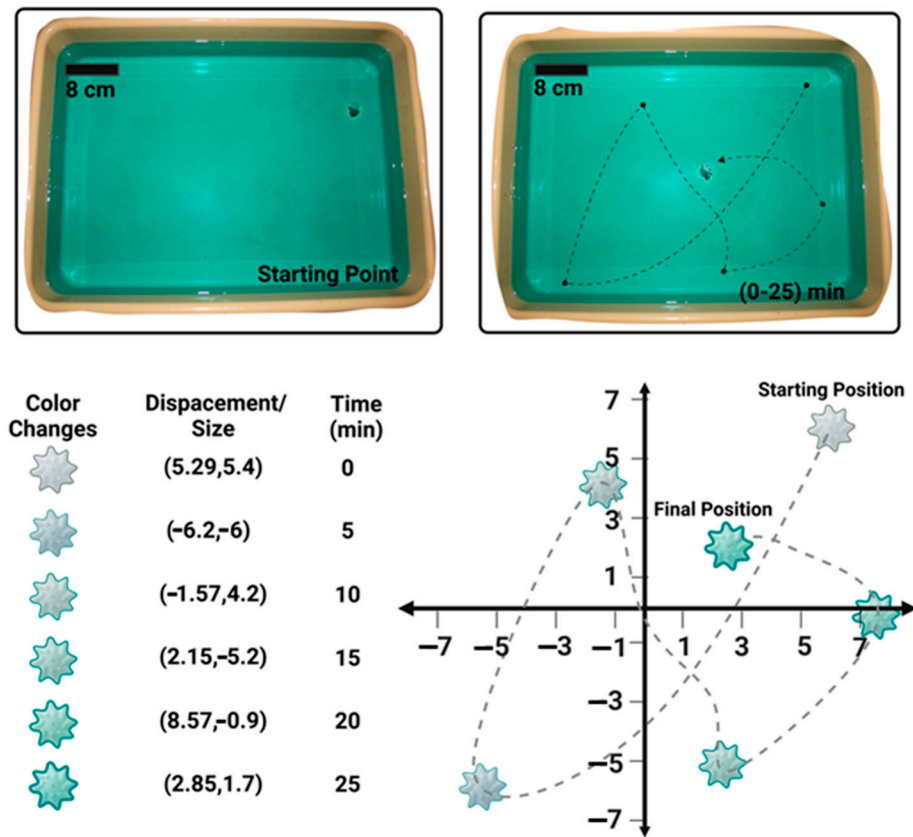 8 cm
Starting Point
8 cm
(0-25) min
Color
Changes
Dispacement/
Size
Time
(min)
(5.29,5.4)
0
(−6.2,−6)
5
(−1.57,4.2)
10
(2.15,−5.2)
15
(8.57,−0.9)
20
(2.85,1.7)
25
Starting Position
Final Position
7
5
3
1
−7
−5
−3
−1
1
3
5
7
−1
−3
−5
−7